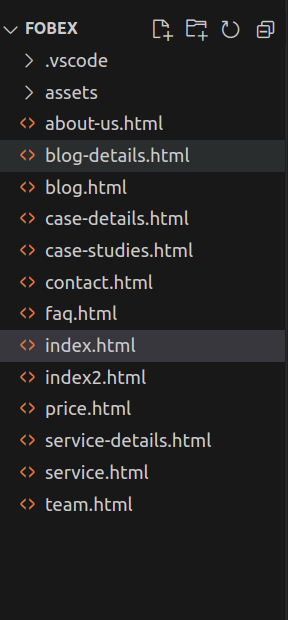 FOBEX
.vscode
assets
about-us.html
blog-details.html
blog.html
case-details.html
case-studies.html
contact.html
faq.html
index.html
index2.html
price.html
service-details.html
service.html
team.html